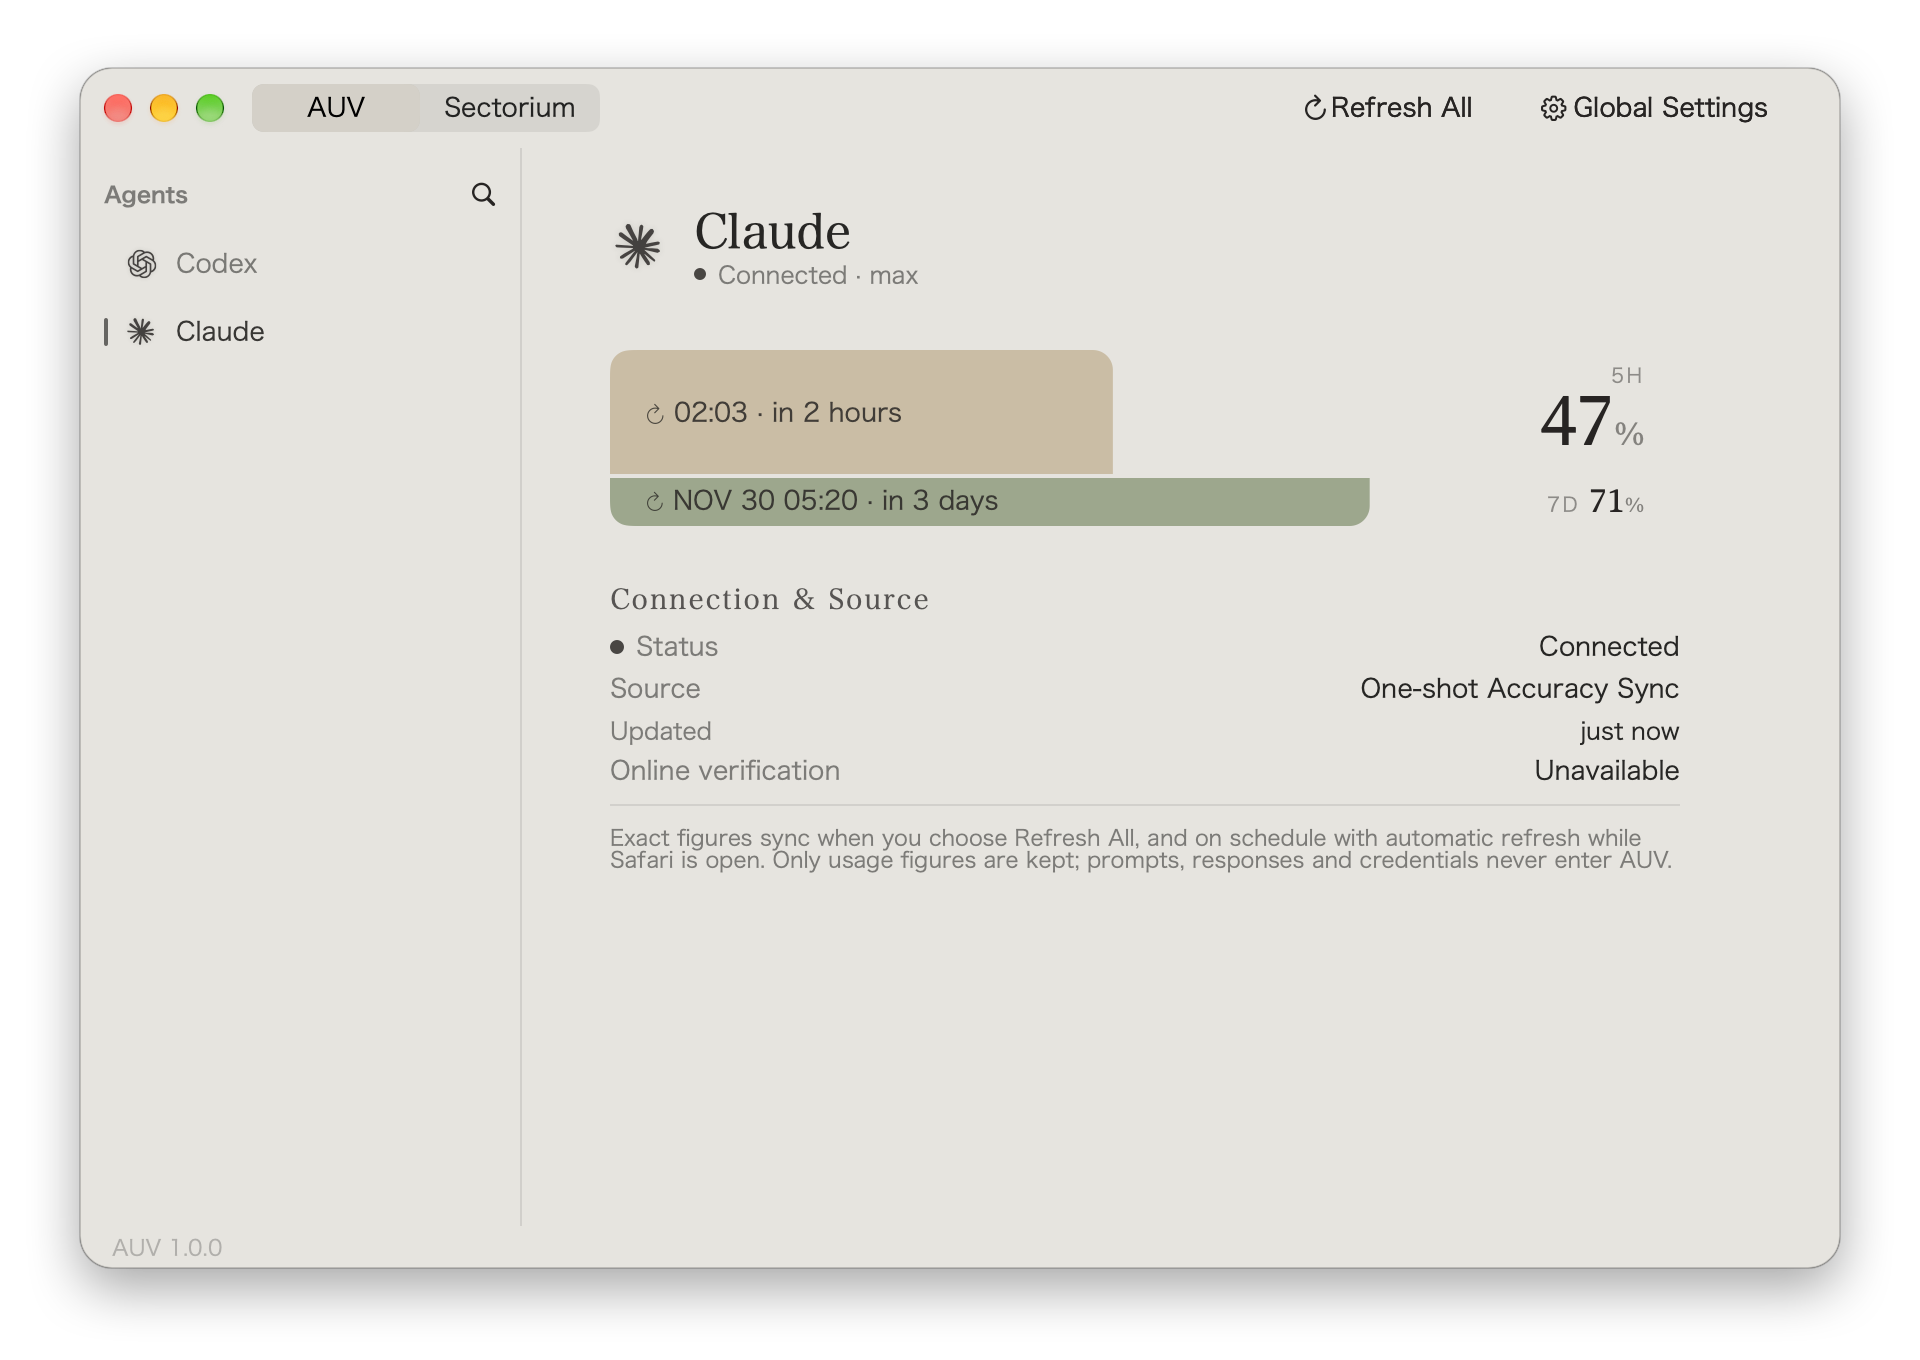 AUV Sectorium Refresh All Global Settings
Agents
Codex
Claude
Claude
Connected · max
02:03 · in 2 hours
5H
47%
NOV 30 05:20 · in 3 days
7D 71%
Connection & Source
Status Connected
Source One-shot Accuracy Sync
Updated just now
Online verification Unavailable
Exact figures sync when you choose Refresh All, and on schedule with automatic refresh while
Safari is open. Only usage figures are kept; prompts, responses and credentials never enter AUV.
AUV 1.0.0